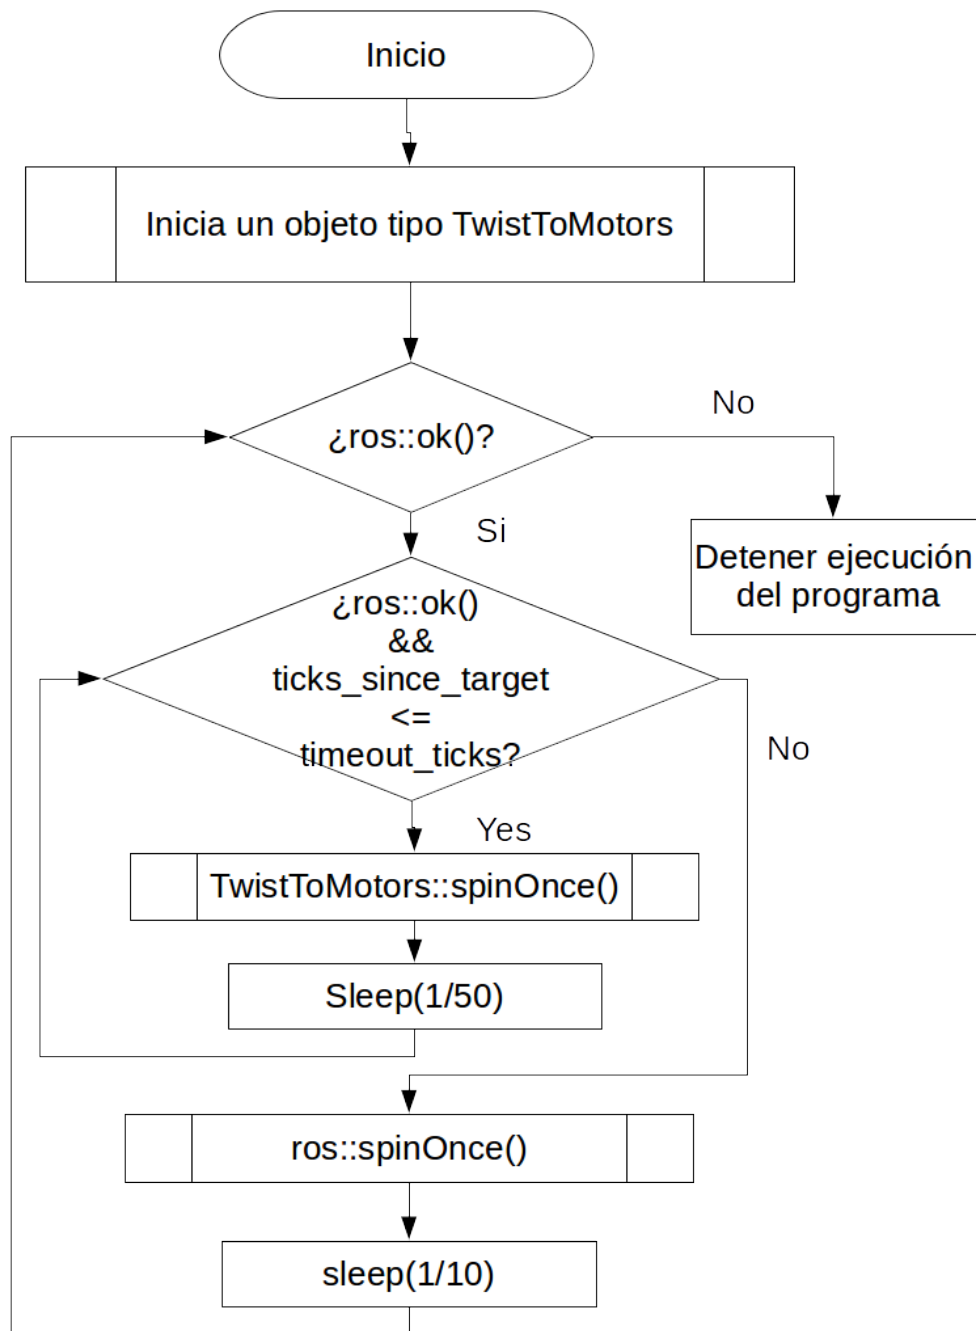 Inicio
Inicia un objeto tipo TwistToMotors
¿ros::ok()?
No
Si
Detener ejecución
del programa
¿ros::ok()
&&
ticks_since_target
<=
timeout_ticks?
No
Yes
TwistToMotors::spinOnce()
Sleep(1/50)
ros::spinOnce()
sleep(1/10)